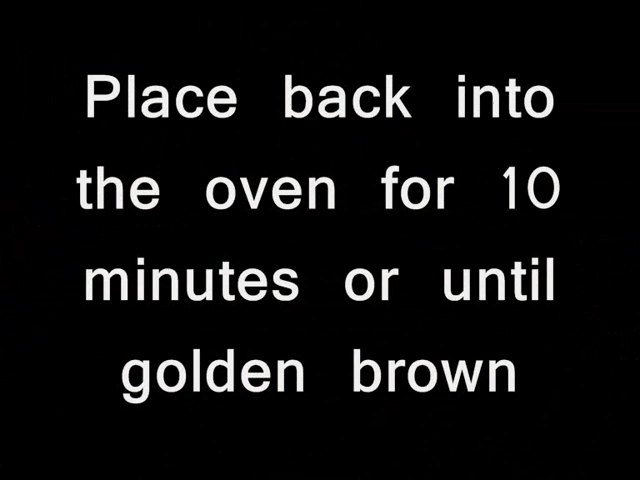 Place back into
the oven for 10
minutes or until
golden brown